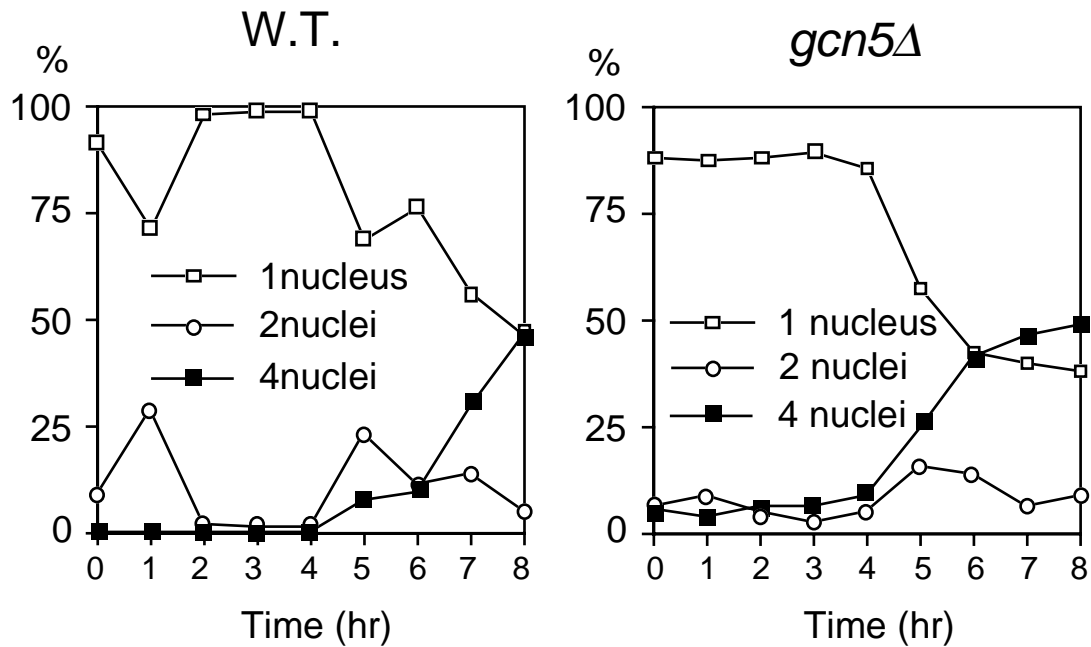 W.T.
%
100
75
50
25
0
1nucleus
2nuclei
4nuclei
0 1 2 3 4 5 6 7 8
Time (hr)
gcn5Δ
%
100
75
50
25
0
1 nucleus
2 nuclei
4 nuclei
0 1 2 3 4 5 6 7 8
Time (hr)